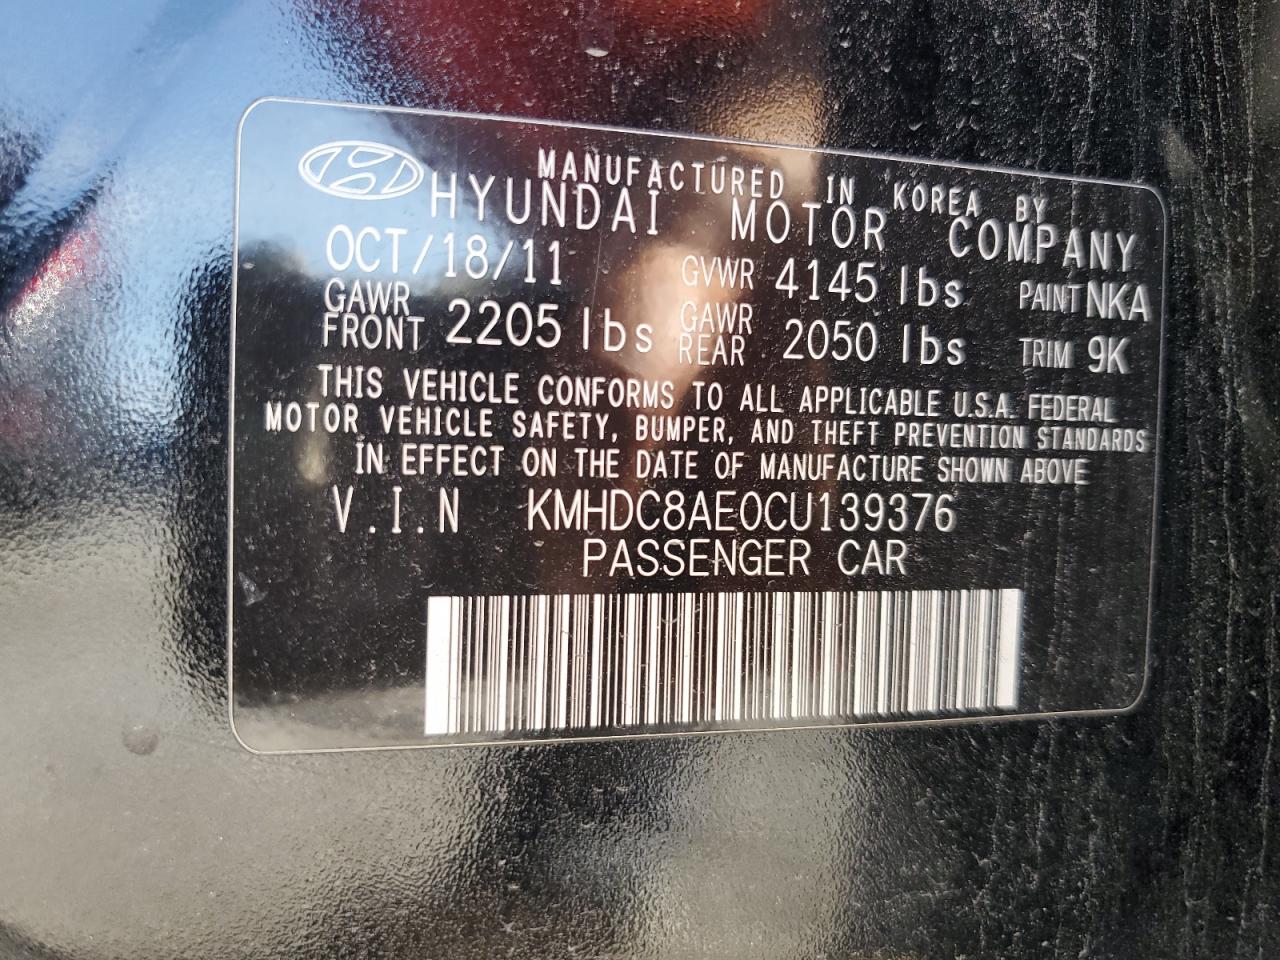 MANUFACTURED IN KOREA BY
HYUNDAI MOTOR COMPANY
OCT/18/11 GVWR 4145 lbs PAINT NKA
GAWR FRONT 2205 lbs GAWR REAR 2050 lbs TRIM 9K
THIS VEHICLE CONFORMS TO ALL APPLICABLE U.S.A. FEDERAL
MOTOR VEHICLE SAFETY, BUMPER, AND THEFT PREVENTION STANDARDS
IN EFFECT ON THE DATE OF MANUFACTURE SHOWN ABOVE
V.I.N KMHDC8AE0CU139376
PASSENGER CAR